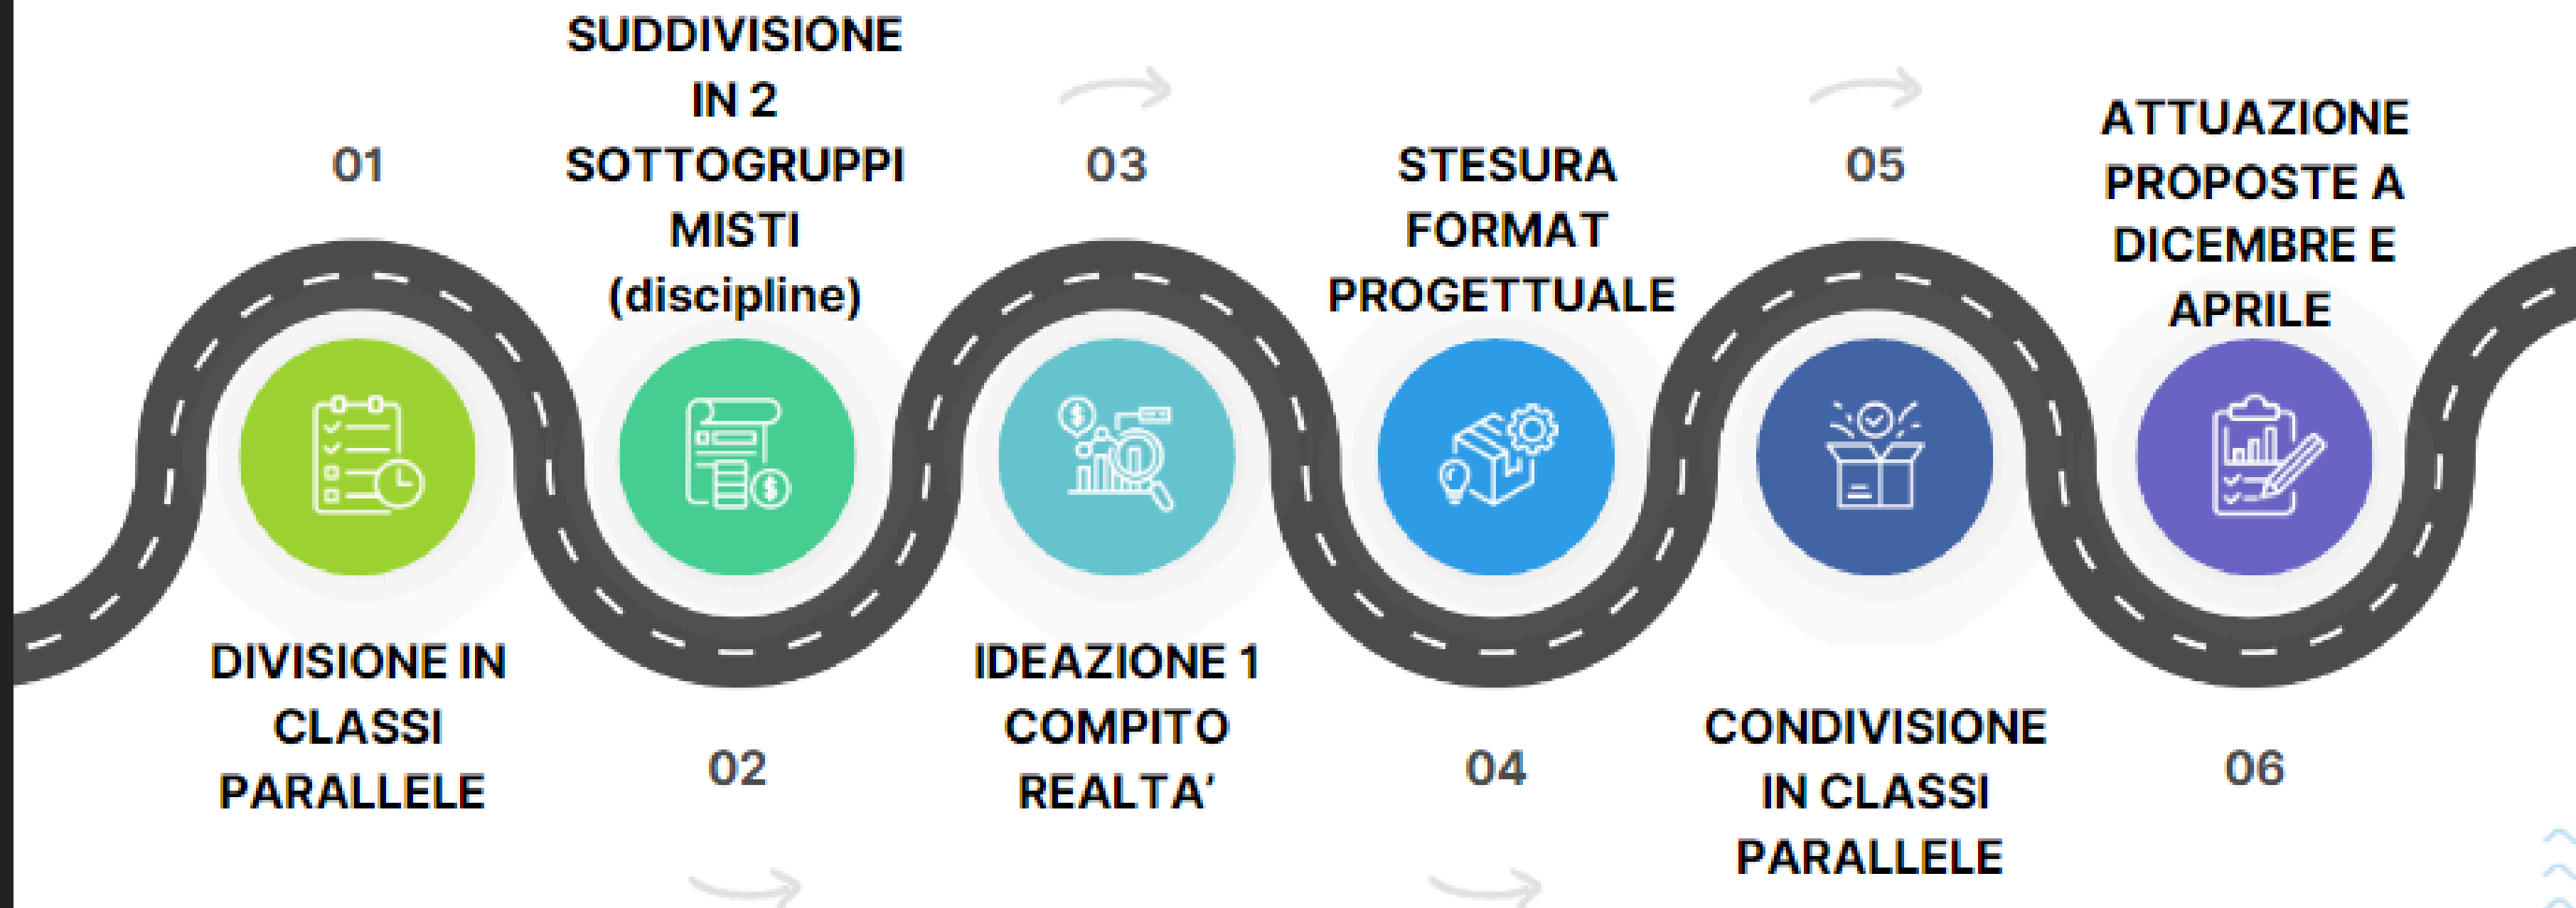 01
DIVISIONE IN
CLASSI
PARALLELE
SUDDIVISIONE
IN 2
SOTTOGRUPPI
MISTI
(discipline)
02
03
IDEAZIONE 1
COMPITO
REALTA'
STESURA
FORMAT
PROGETTUALE
04
05
CONDIVISIONE
IN CLASSI
PARALLELE
ATTUAZIONE
PROPOSTE A
DICEMBRE E
APRILE
06